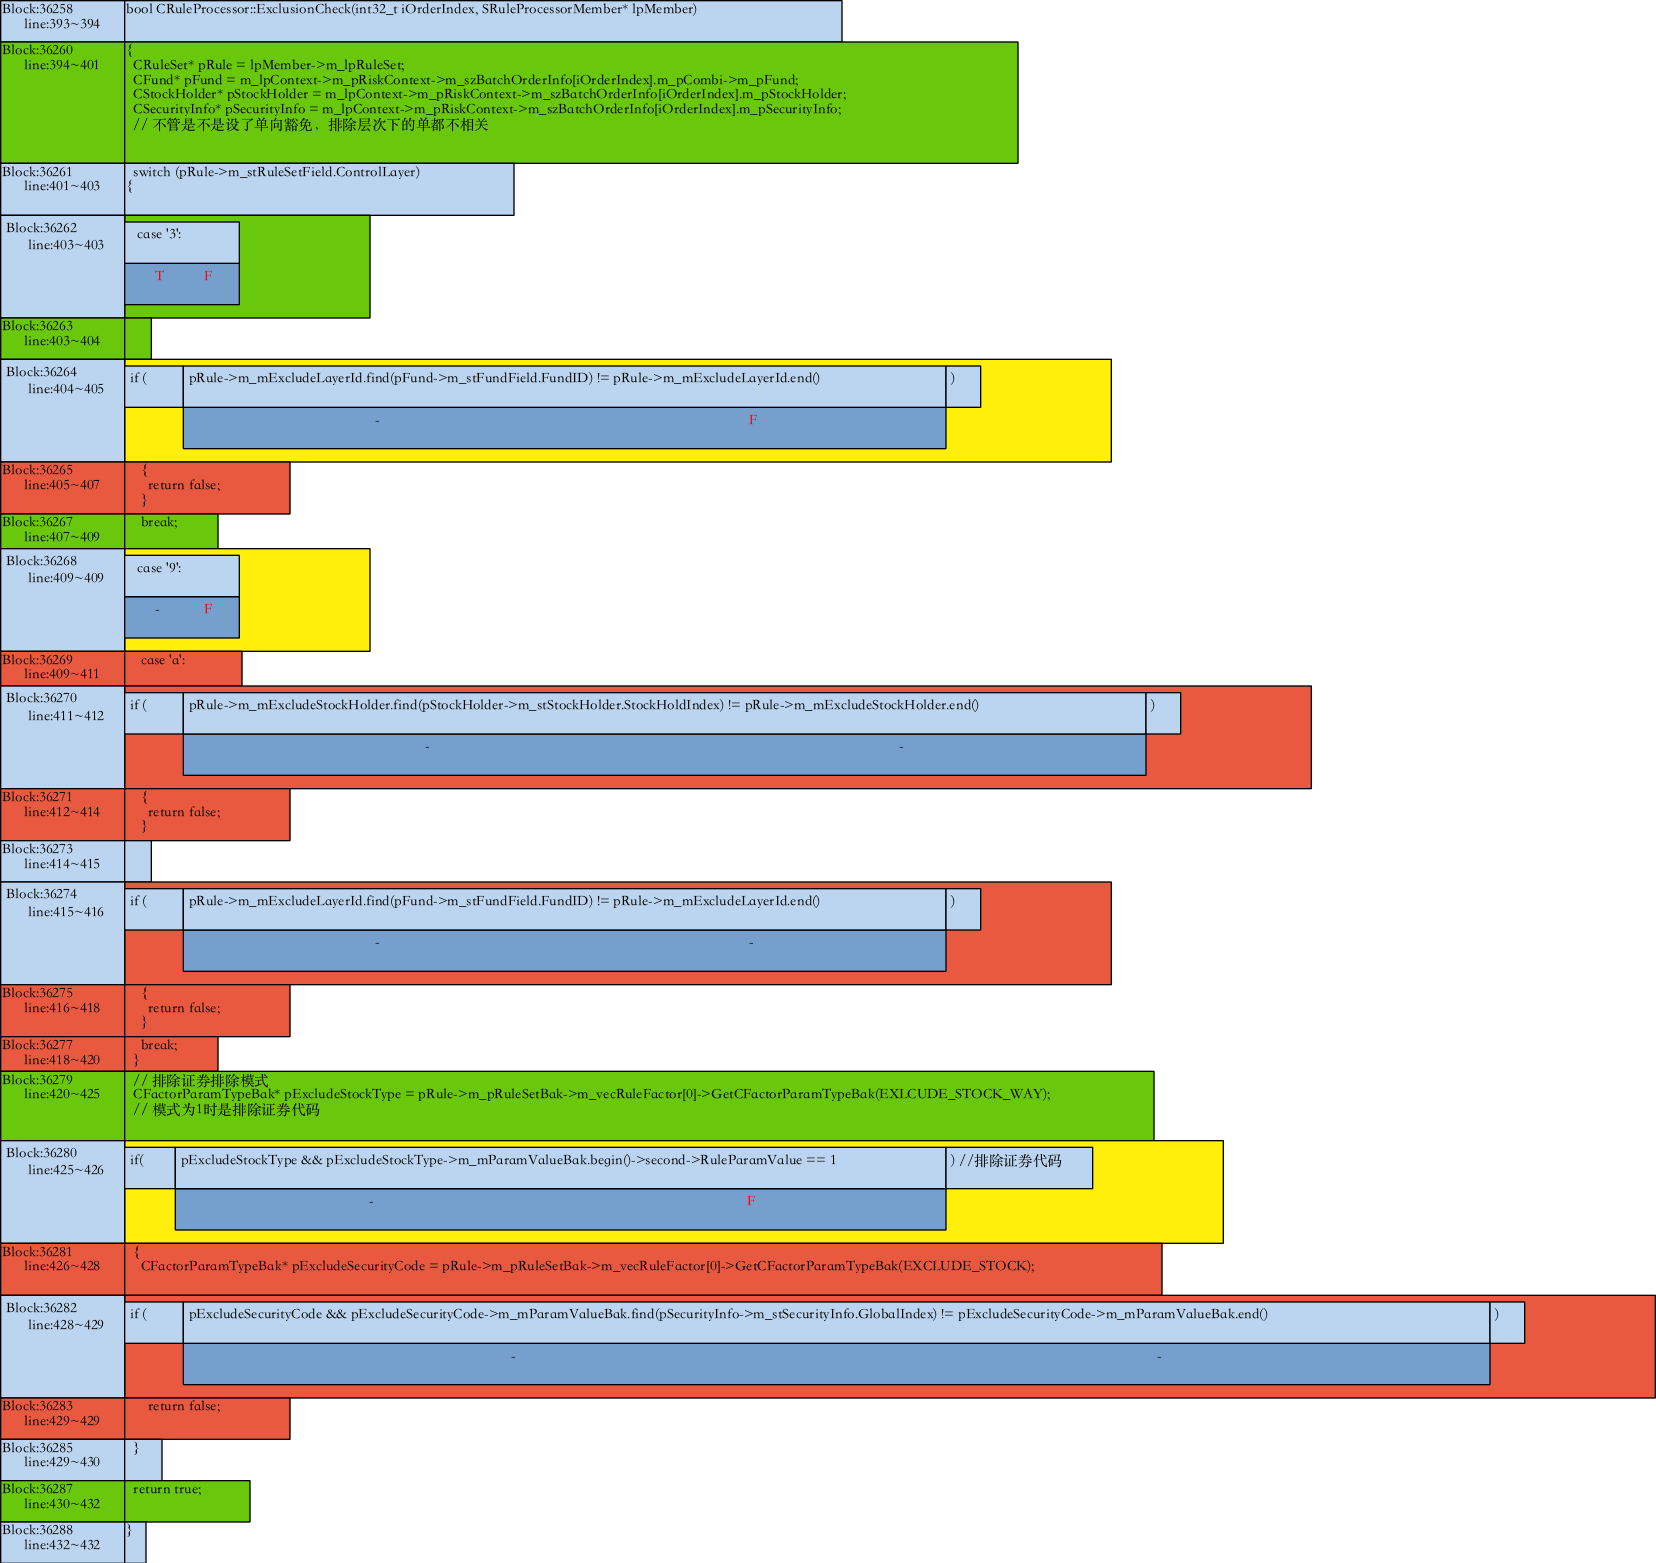 Block:36258 bool CRuleProcessor::ExclusionCheck(int32_t iOrderIndex, SRuleProcessorMember* lpMember)
line:393~394
Block:36260 {
line:394~401 CRuleSet* pRule = lpMember->m_lpRuleSet;
CFund* pFund = m_lpContext->m_pRiskContext->m_szBatchOrderInfo[iOrderIndex].m_pCombi->m_pFund;
CStockHolder* pStockHolder = m_lpContext->m_pRiskContext->m_szBatchOrderInfo[iOrderIndex].m_pStockHolder;
CSecurityInfo* pSecurityInfo = m_lpContext->m_pRiskContext->m_szBatchOrderInfo[iOrderIndex].m_pSecurityInfo;
// 不管是不是设了单向豁免，排除层次下的单都不相关
Block:36261 switch (pRule->m_stRuleSetField.ControlLayer)
line:401~403 {
Block:36262 case '3':
line:403~403
T F
Block:36263
line:403~404
Block:36264 if ( pRule->m_mExcludeLayerId.find(pFund->m_stFundField.FundID) != pRule->m_mExcludeLayerId.end() )
line:404~405
- F
Block:36265 {
line:405~407 return false;
}
Block:36267 break;
line:407~409
Block:36268 case '9':
line:409~409
- F
Block:36269 case 'a':
line:409~411
Block:36270 if ( pRule->m_mExcludeStockHolder.find(pStockHolder->m_stStockHolder.StockHoldIndex) != pRule->m_mExcludeStockHolder.end() )
line:411~412
- -
Block:36271 {
line:412~414 return false;
}
Block:36273
line:414~415
Block:36274 if ( pRule->m_mExcludeLayerId.find(pFund->m_stFundField.FundID) != pRule->m_mExcludeLayerId.end() )
line:415~416
- -
Block:36275 {
line:416~418 return false;
}
Block:36277 break;
line:418~420 }
Block:36279 // 排除证券排除模式
line:420~425 CFactorParamTypeBak* pExcludeStockType = pRule->m_pRuleSetBak->m_vecRuleFactor[0]->GetCFactorParamTypeBak(EXLCUDE_STOCK_WAY);
// 模式为1时是排除证券代码
Block:36280 if( pExcludeStockType && pExcludeStockType->m_mParamValueBak.begin()->second->RuleParamValue == 1 ) //排除证券代码
line:425~426
- F
Block:36281 {
line:426~428 CFactorParamTypeBak* pExcludeSecurityCode = pRule->m_pRuleSetBak->m_vecRuleFactor[0]->GetCFactorParamTypeBak(EXCLUDE_STOCK);
Block:36282 if ( pExcludeSecurityCode && pExcludeSecurityCode->m_mParamValueBak.find(pSecurityInfo->m_stSecurityInfo.GlobalIndex) != pExcludeSecurityCode->m_mParamValueBak.end() )
line:428~429
- -
Block:36283 return false;
line:429~429
Block:36285 }
line:429~430
Block:36287 return true;
line:430~432
Block:36288 }
line:432~432